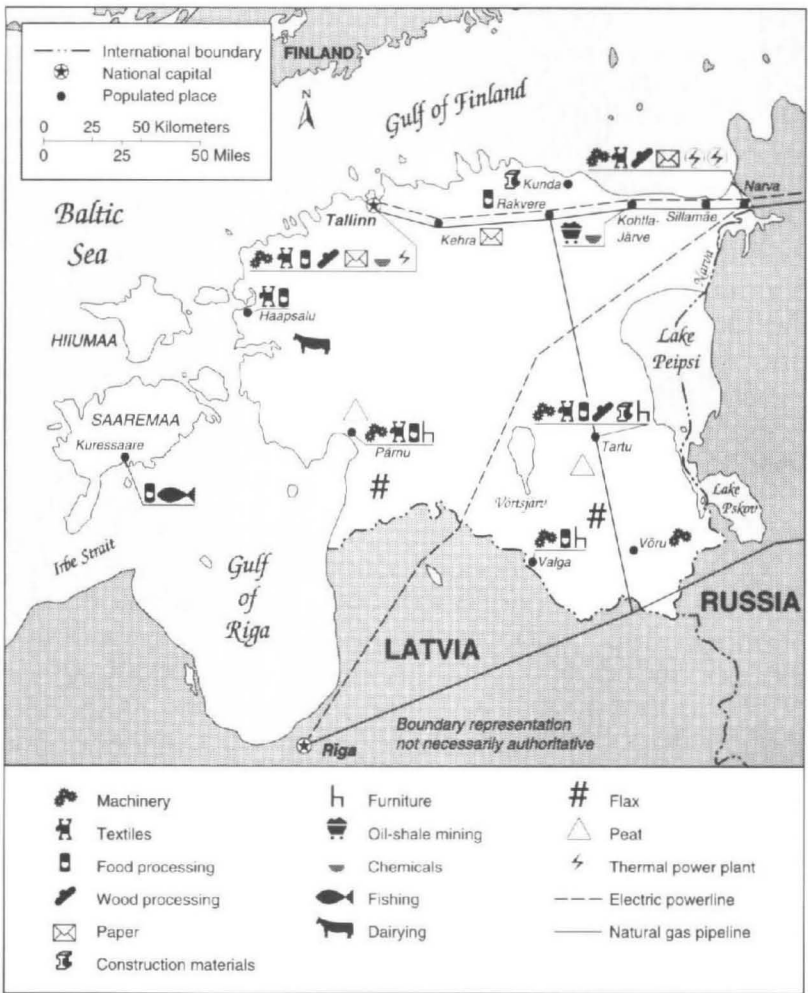 International boundary
National capital
Populated place
0 25 50 Kilometers
0 25 50 Miles
FINLAND
N
Gulf of Finland
Baltic
Sea
Tallinn
Kehra
Rakvere
Kunda
Kohtla-
Järve
Sillamäe
Narva
Narva
Haapsalu
HIIUMAA
Lake
Peipsi
SAAREMAA
Kuressaare
Pärnu
Tartu
Võrtsjarv
Lake
Pskov
Irbe Strait
Gulf
of
Riga
Valga
Võru
RUSSIA
LATVIA
Boundary representation
not necessarily authoritative
Riga
Machinery
Textiles
Food processing
Wood processing
Paper
Construction materials
Furniture
Oil-shale mining
Chemicals
Fishing
Dairying
Flax
Peat
Thermal power plant
Electric powerline
Natural gas pipeline